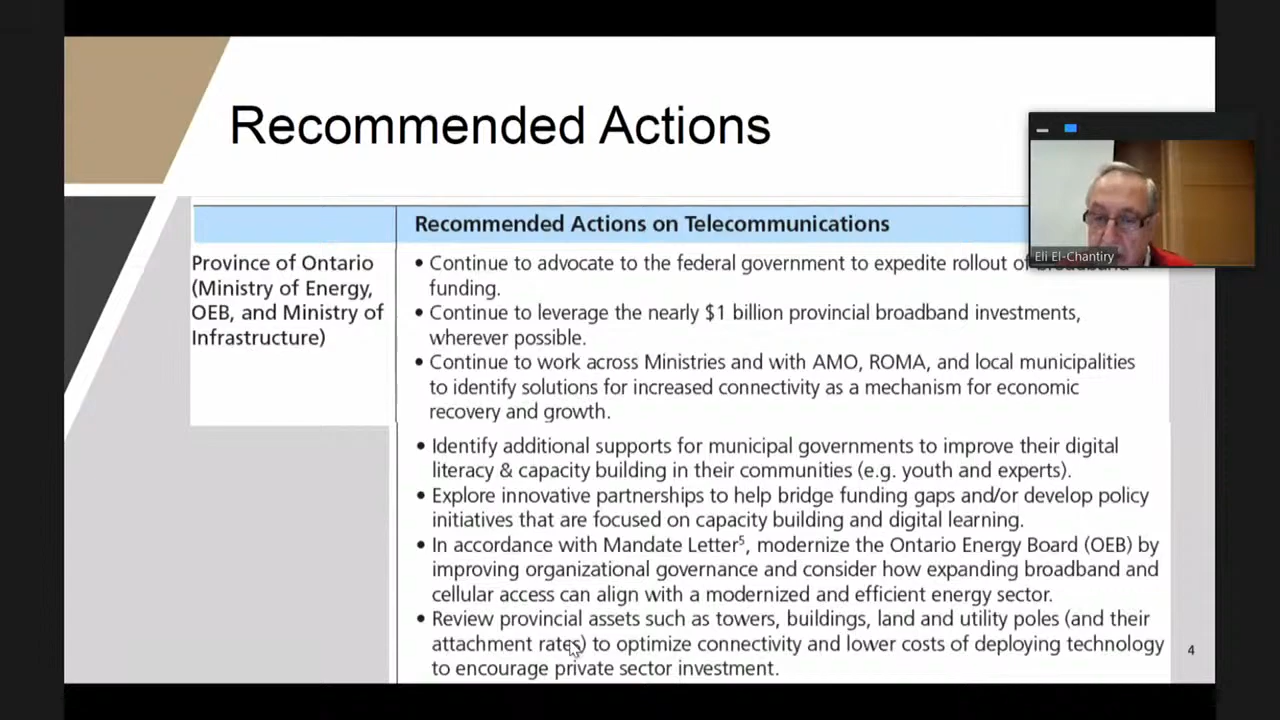 Recommended Actions
Recommended Actions on Telecommunications
Province of Ontario
(Ministry of Energy,
OEB, and Ministry of
Infrastructure)
• Continue to advocate to the federal government to expedite rollout of broadband
funding.
• Continue to leverage the nearly $1 billion provincial broadband investments,
wherever possible.
• Continue to work across Ministries and with AMO, ROMA, and local municipalities
to identify solutions for increased connectivity as a mechanism for economic
recovery and growth.
• Identify additional supports for municipal governments to improve their digital
literacy & capacity building in their communities (e.g. youth and experts).
• Explore innovative partnerships to help bridge funding gaps and/or develop policy
initiatives that are focused on capacity building and digital learning.
• In accordance with Mandate Letter⁵, modernize the Ontario Energy Board (OEB) by
improving organizational governance and consider how expanding broadband and
cellular access can align with a modernized and efficient energy sector.
• Review provincial assets such as towers, buildings, land and utility poles (and their
attachment rates) to optimize connectivity and lower costs of deploying technology
to encourage private sector investment.
4
Eli El-Chantiry